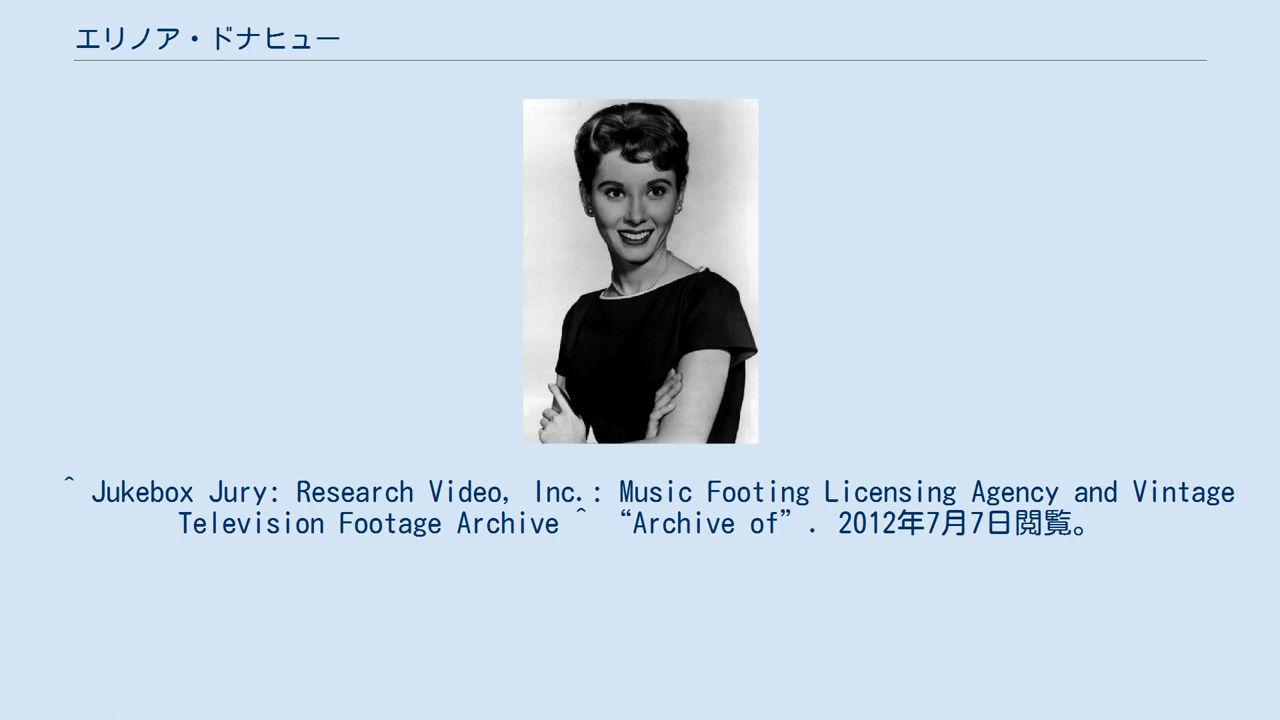 エリノア・ドナヒュー
^ Jukebox Jury: Research Video, Inc.: Music Footing Licensing Agency and Vintage
Television Footage Archive ^ “Archive of”. 2012年7月7日閲覧。